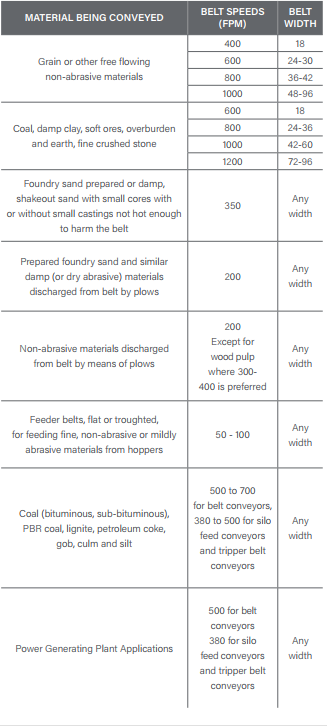 MATERIAL BEING CONVEYED
BELT SPEEDS
(FPM)
BELT
WIDTH
Grain or other free flowing
non-abrasive materials
400 18
600 24-30
800 36-42
1000 48-96
Coal, damp clay, soft ores, overburden
and earth, fine crushed stone
600 18
800 24-36
1000 42-60
1200 72-96
Foundry sand prepared or damp,
shakeout sand with small cores with
or without small castings not hot enough
to harm the belt
350
Any
width
Prepared foundry sand and similar
damp (or dry abrasive) materials
discharged from belt by plows
200
Any
width
Non-abrasive materials discharged
from belt by means of plows
200
Except for
wood pulp
where 300-
400 is preferred
Any
width
Feeder belts, flat or troughted,
for feeding fine, non-abrasive or mildly
abrasive materials from hoppers
50 - 100
Any
width
Coal (bituminous, sub-bituminous),
PBR coal, lignite, petroleum coke,
gob, culm and silt
500 to 700
for belt conveyors,
380 to 500 for silo
feed conveyors
and tripper belt
conveyors
Any
width
Power Generating Plant Applications
500 for belt
conveyors
380 for silo
feed conveyors
and tripper belt
conveyors
Any
width